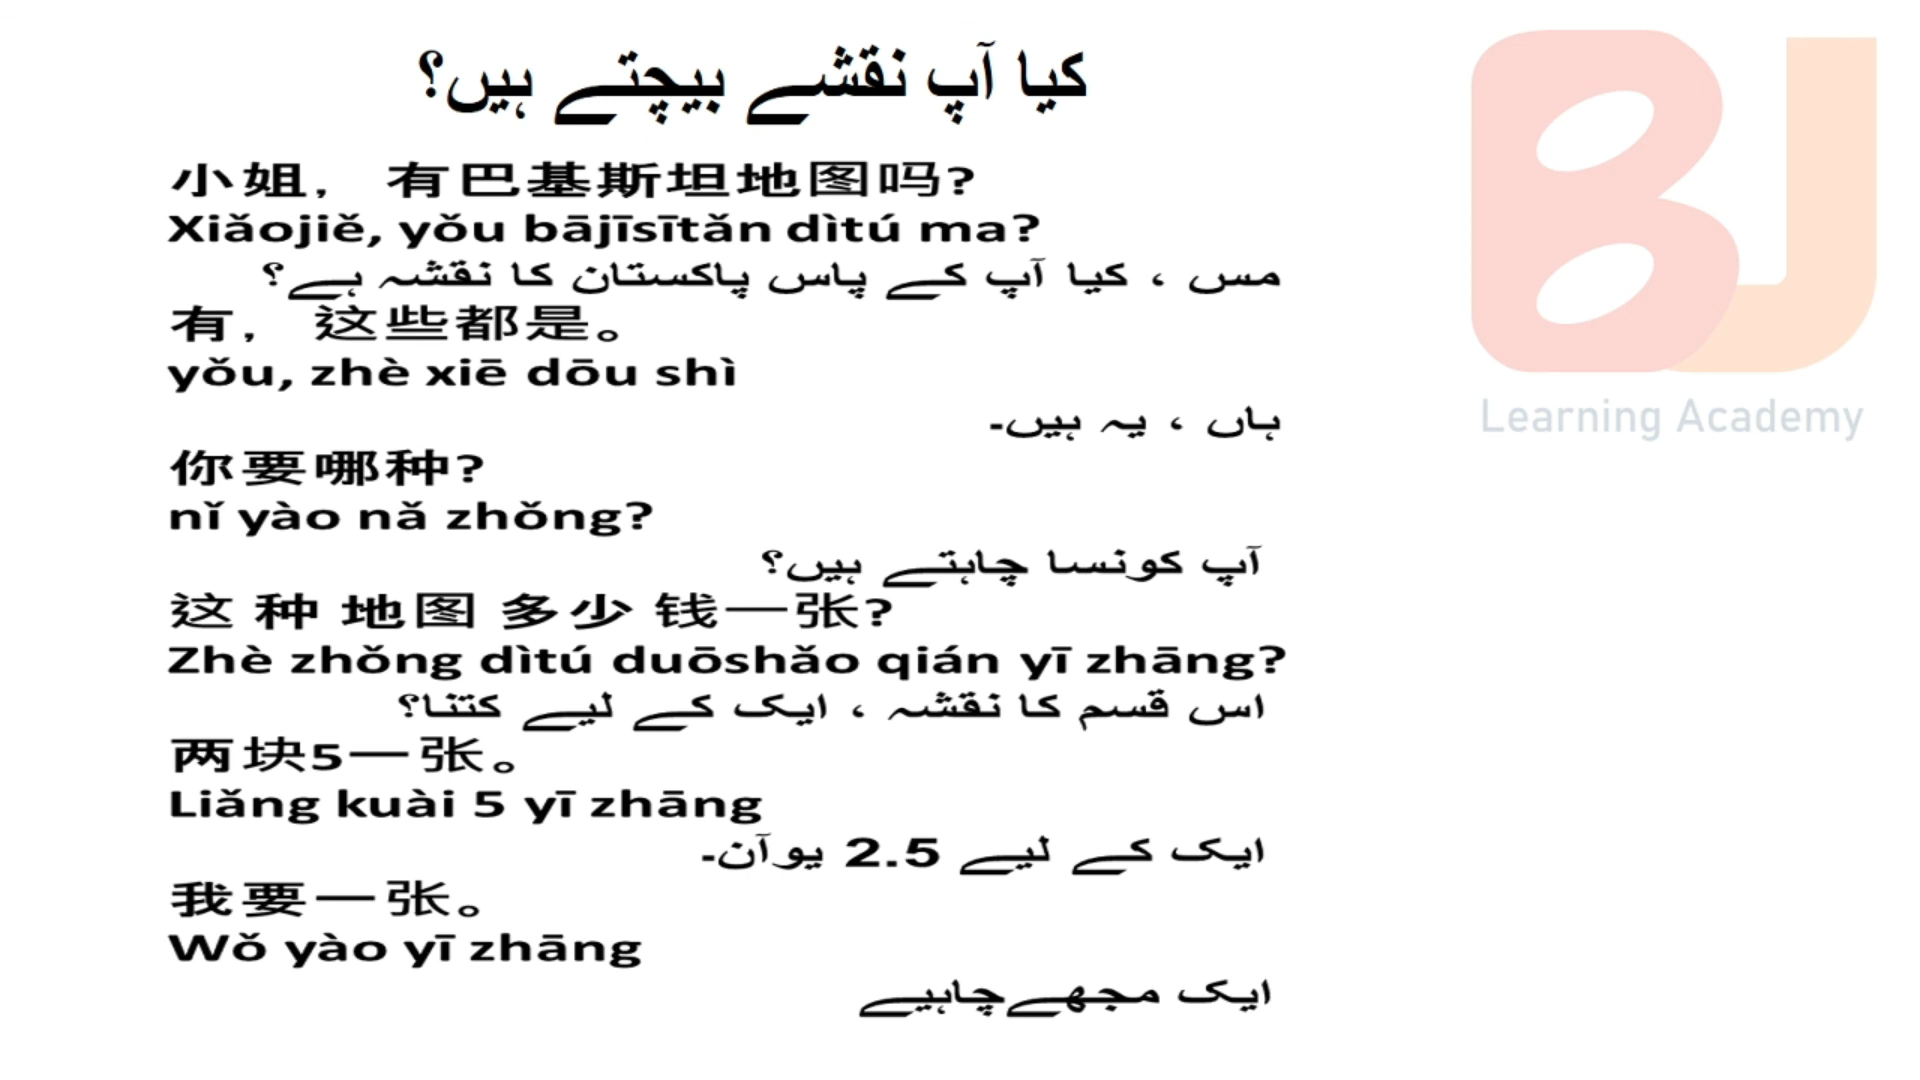 کیا آپ نقشے بیچتے ہیں؟
小姐， 有巴基斯坦地图吗?
Xiǎojiě, yǒu bājīsītǎn dìtú ma?
مس ، کیا آپ کے پاس پاکستان کا نقشہ ہے؟
有， 这些都是。
yǒu, zhè xiē dōu shì
ہاں ، یہ ہیں۔
你要哪种?
nǐ yào nǎ zhǒng?
آپ کونسا چاہتے ہیں؟
这 种 地图 多少 钱一张?
Zhè zhǒng dìtú duōshǎo qián yī zhāng?
اس قسم کا نقشہ ، ایک کے لیے کتنا؟
两块5一张。
Liǎng kuài 5 yī zhāng
ایک کے لیے 2.5 یوآن۔
我要一张。
Wǒ yào yī zhāng
ایک مجھےچاہیے
BJ
Learning Academy